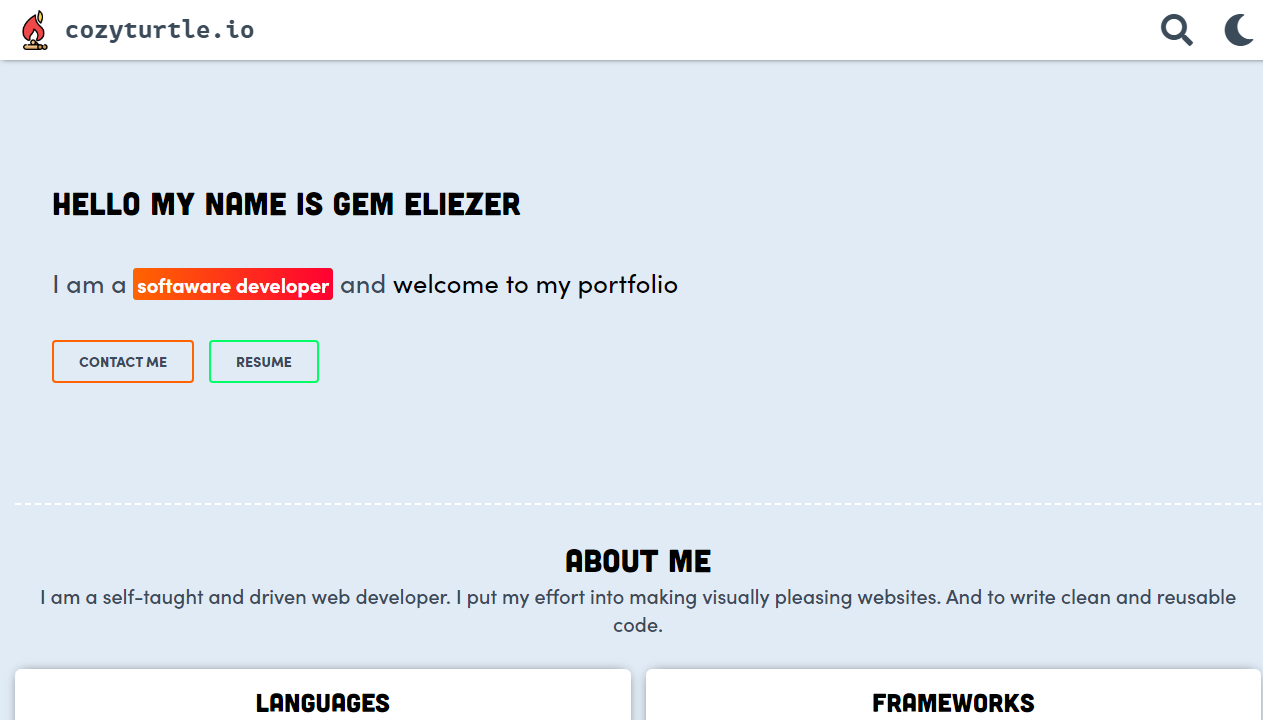 cozyturtle.io
HELLO MY NAME IS GEM ELIEZER
I am a softaware developer and welcome to my portfolio
CONTACT ME
RESUME
ABOUT ME
I am a self-taught and driven web developer. I put my effort into making visually pleasing websites. And to write clean and reusable
code.
LANGUAGES
FRAMEWORKS